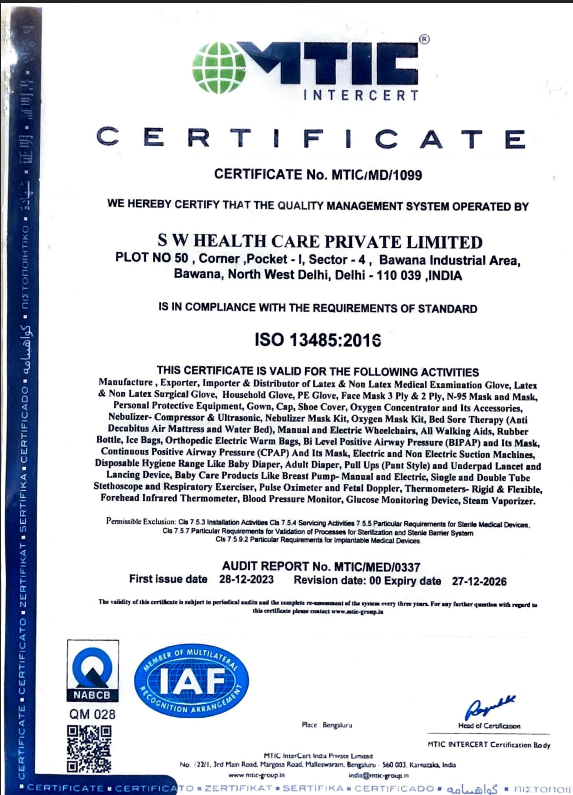 MTIC®
INTERCERT
CERTIFICATE
CERTIFICATE No. MTIC/MD/1099
WE HEREBY CERTIFY THAT THE QUALITY MANAGEMENT SYSTEM OPERATED BY
S W HEALTH CARE PRIVATE LIMITED
PLOT NO 50 , Corner ,Pocket - I, Sector - 4 , Bawana Industrial Area,
Bawana, North West Delhi, Delhi - 110 039 ,INDIA
IS IN COMPLIANCE WITH THE REQUIREMENTS OF STANDARD
ISO 13485:2016
THIS CERTIFICATE IS VALID FOR THE FOLLOWING ACTIVITIES
Manufacture , Exporter, Importer & Distributor of Latex & Non Latex Medical Examination Glove, Latex
& Non Latex Surgical Glove, Household Glove, PE Glove, Face Mask 3 Ply & 2 Ply, N-95 Mask and Mask,
Personal Protective Equipment, Gown, Cap, Shoe Cover, Oxygen Concentrator and Its Accessories,
Nebulizer- Compressor & Ultrasonic, Nebulizer Mask Kit, Oxygen Mask Kit, Bed Sore Therapy (Anti
Decubitus Air Mattress and Water Bed), Manual and Electric Wheelchairs, All Walking Aids, Rubber
Bottle, Ice Bags, Orthopedic Electric Warm Bags, Bi Level Positive Airway Pressure (BIPAP) and Its Mask,
Continuous Positive Airway Pressure (CPAP) And Its Mask, Electric and Non Electric Suction Machines,
Disposable Hygiene Range Like Baby Diaper, Adult Diaper, Pull Ups (Pant Style) and Underpad Lancet and
Lancing Device, Baby Care Products Like Breast Pump- Manual and Electric, Single and Double Tube
Stethoscope and Respiratory Exerciser, Pulse Oximeter and Fetal Doppler, Thermometers- Rigid & Flexible,
Forehead Infrared Thermometer, Blood Pressure Monitor, Glucose Monitoring Device, Steam Vaporizer.
Permissible Exclusion: Cls 7.5.3 Installation Activities Cls 7.5.4 Servicing Activities 7.5.5 Particular Requirements for Sterile Medical Devices,
Cls 7.5.7 Particular Requirements for Validation of Processes for Sterilization and Sterile Barrier System
Cls 7.5.9.2 Particular Requirements for Implantable Medical Devices
AUDIT REPORT No. MTIC/MED/0337
First issue date 28-12-2023 Revision date: 00 Expiry date 27-12-2026
The validity of this certificate is subject to periodical audits and the complete re-assessment of the system every three years. For any further question with regard to
this certificate please contact www.mtic-group.in
NABCB
QM 028
MEMBER OF MULTILATERAL
IAF
RECOGNITION ARRANGEMENT
Place : Bengaluru
Head of Certification
MTIC INTERCERT Certification Body
MTIC InterCert India Private Limited
No. 122/1, 3rd Main Road, Margosa Road, Malleswaram, Bengaluru - 560 003. Karnataka, India
www.mtic-group.in india@mtic-group.in
CERTIFICATE ■ CERTIFICATO ■ ZERTIFIKAT ■ SERTİFİKA ■ CERTIFICADO ■ گواهینامه ■ ΠΙΣΤΟΠΟΙ
CERTIFICATE ■ CERTIFICATO ■ ZERTIFIKAT ■ SERTİFİKA ■ CERTIFICADO ■ گواهینامه ■ ΠΙΣΤΟΠΟΙΗΤΙΚΟ ■ شهادة